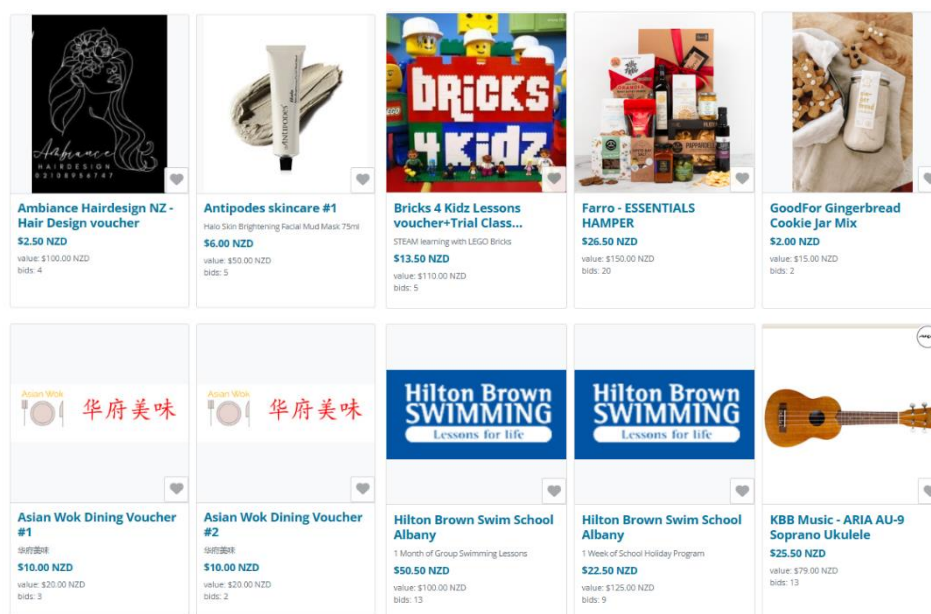 Ambiance
HAIRDESIGN
02108956747
ANTIPODES
LEGO
BRiCKS
4 KidZ
PAPPARDELLE
Ambiance Hairdesign NZ -
Hair Design voucher
$2.50 NZD
value: $100.00 NZD
bids: 4
Antipodes skincare #1
Halo Skin Brightening Facial Mud Mask 75ml
$6.00 NZD
value: $50.00 NZD
bids: 5
Bricks 4 Kidz Lessons
voucher+Trial Class...
STEAM learning with LEGO Bricks
$13.50 NZD
value: $110.00 NZD
bids: 5
Farro - ESSENTIALS
HAMPER
$26.50 NZD
value: $150.00 NZD
bids: 20
GoodFor Gingerbread
Cookie Jar Mix
$2.00 NZD
value: $15.00 NZD
bids: 2
Asian Wok
华府美味
Asian Wok
华府美味
Hilton Brown
SWIMMING
Lessons for life
Hilton Brown
SWIMMING
Lessons for life
Asian Wok Dining Voucher
#1
华府美味
$10.00 NZD
value: $20.00 NZD
bids: 3
Asian Wok Dining Voucher
#2
华府美味
$10.00 NZD
value: $20.00 NZD
bids: 2
Hilton Brown Swim School
Albany
1 Month of Group Swimming Lessons
$50.50 NZD
value: $100.00 NZD
bids: 13
Hilton Brown Swim School
Albany
1 Week of School Holiday Program
$22.50 NZD
value: $125.00 NZD
bids: 9
KBB Music - ARIA AU-9
Soprano Ukulele
$25.50 NZD
value: $79.00 NZD
bids: 13